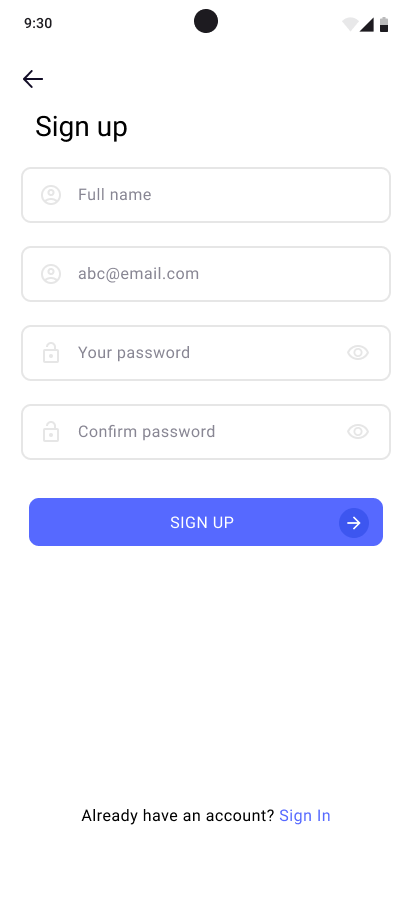 9:30
Sign up
Full name
abc@email.com
Your password
Confirm password
SIGN UP
Already have an account? Sign In